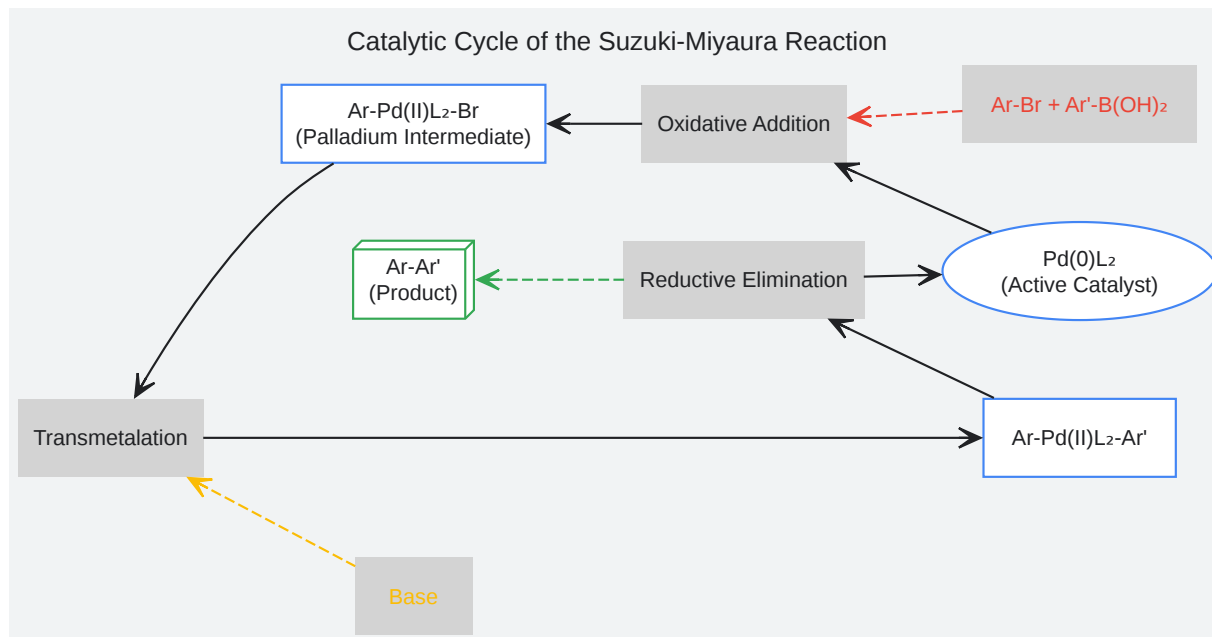 Catalytic Cycle of the Suzuki-Miyaura Reaction
Ar-Pd(II)L₂-Br
(Palladium Intermediate)
Oxidative Addition
Ar-Br + Ar'-B(OH)₂
Ar-Ar'
(Product)
Reductive Elimination
Pd(0)L₂
(Active Catalyst)
Transmetalation
Ar-Pd(II)L₂-Ar'
Base